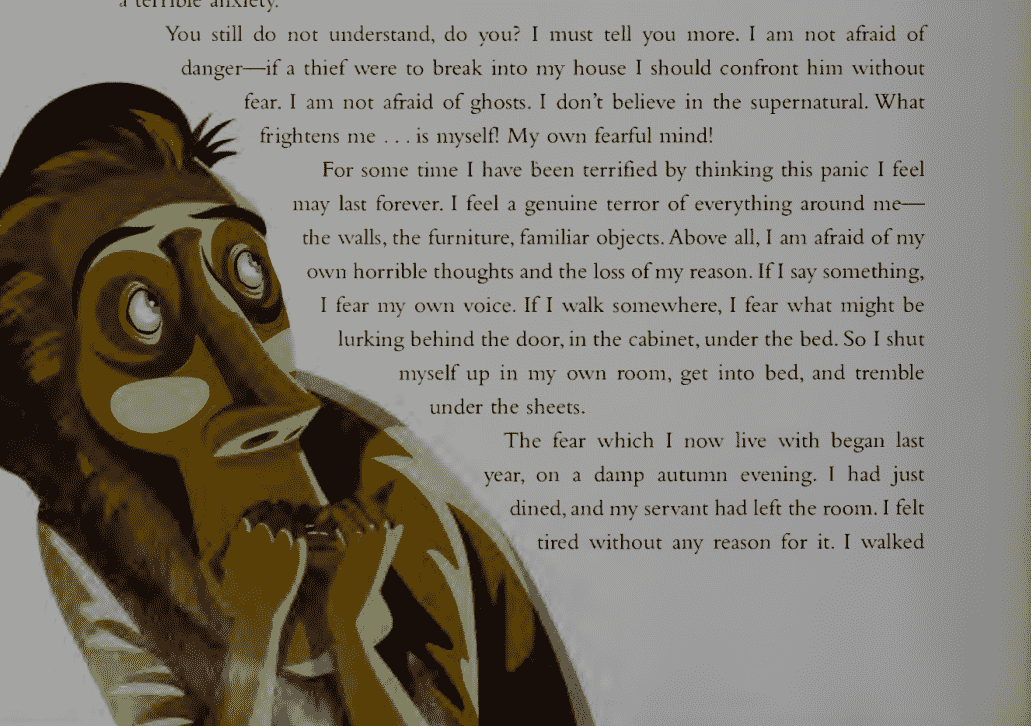 a terrible anxiety.
You still do not understand, do you? I must tell you more. I am not afraid of
danger—if a thief were to break into my house I should confront him without
fear. I am not afraid of ghosts. I don't believe in the supernatural. What
frightens me . . . is myself! My own fearful mind!
For some time I have been terrified by thinking this panic I feel
may last forever. I feel a genuine terror of everything around me—
the walls, the furniture, familiar objects. Above all, I am afraid of my
own horrible thoughts and the loss of my reason. If I say something,
I fear my own voice. If I walk somewhere, I fear what might be
lurking behind the door, in the cabinet, under the bed. So I shut
myself up in my own room, get into bed, and tremble
under the sheets.
The fear which I now live with began last
year, on a damp autumn evening. I had just
dined, and my servant had left the room. I felt
tired without any reason for it. I walked